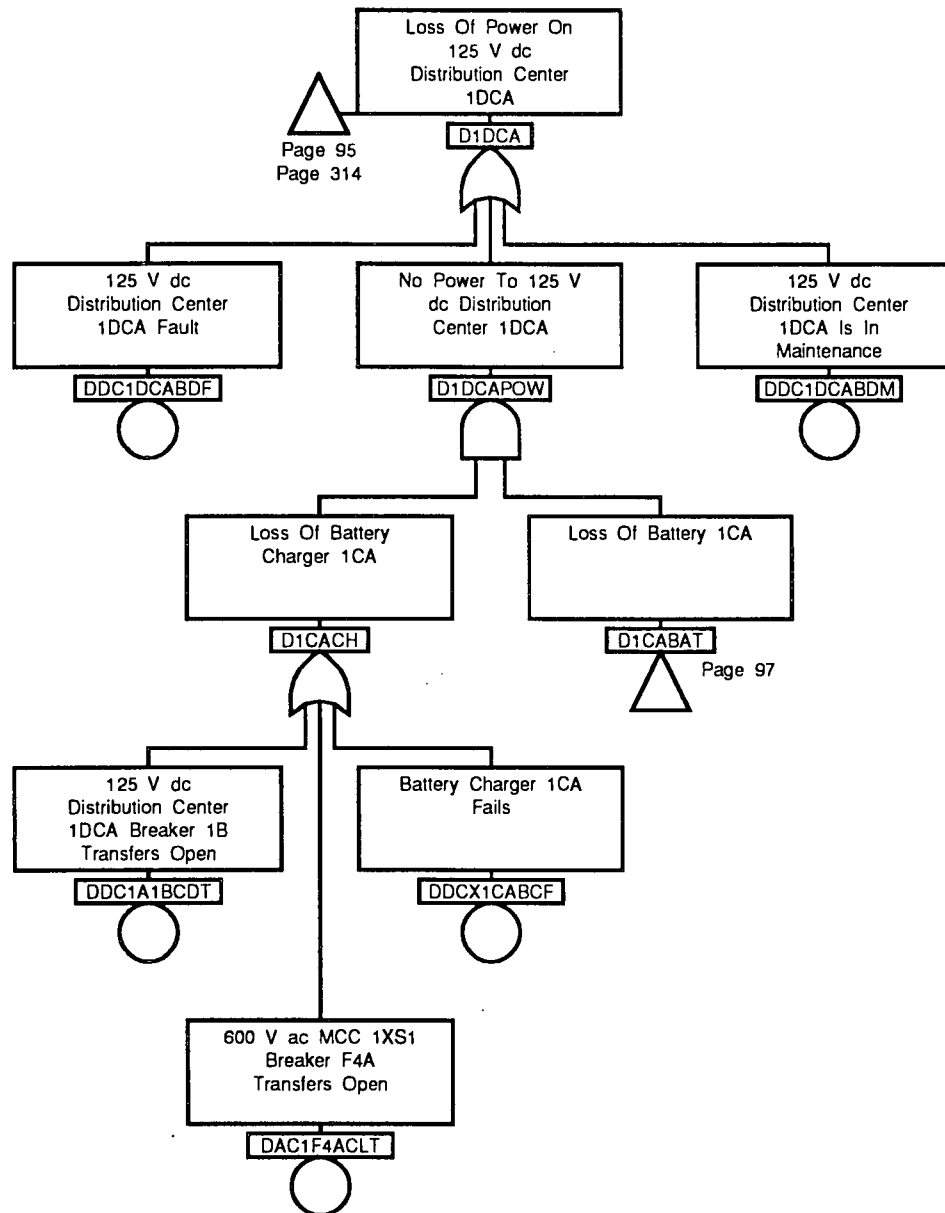 Loss Of Power On
125 V dc
Distribution Center
1DCA
D1DCA
Page 95
Page 314
125 V dc
Distribution Center
1DCA Fault
DDC1DCABDF
No Power To 125 V
dc Distribution
Center 1DCA
D1DCAPOW
125 V dc
Distribution Center
1DCA Is In
Maintenance
DDC1DCABDM
Loss Of Battery
Charger 1CA
D1CACH
Loss Of Battery 1CA
D1CABAT
Page 97
125 V dc
Distribution Center
1DCA Breaker 1B
Transfers Open
DDC1A1BCDT
Battery Charger 1CA
Fails
DDCX1CABCF
600 V ac MCC 1XS1
Breaker F4A
Transfers Open
DAC1F4ACLT